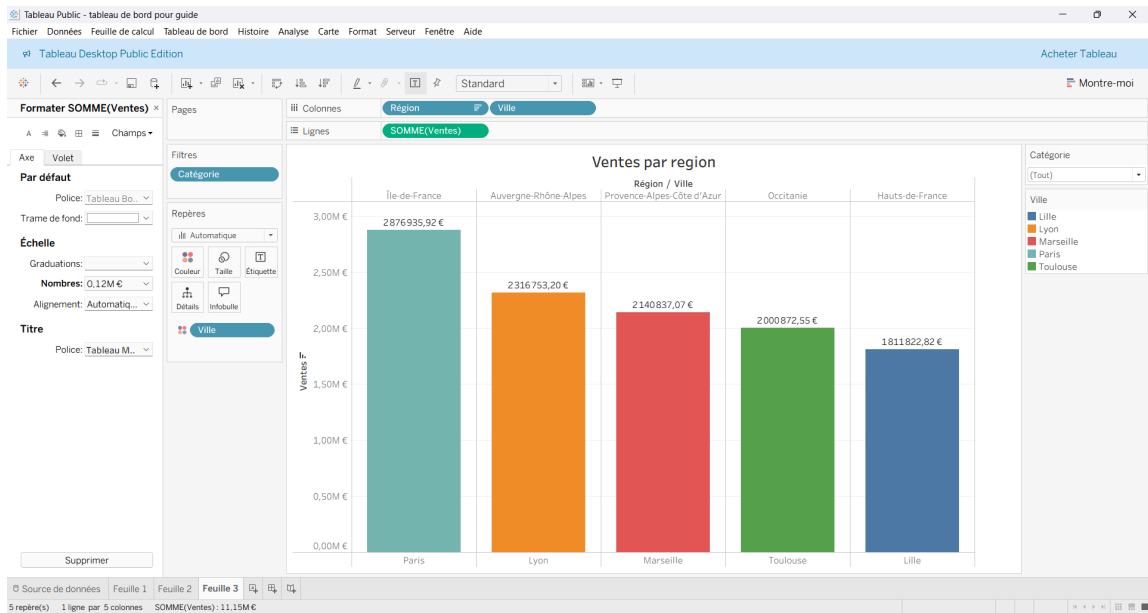 Tableau Public - tableau de bord pour guide
Fichier Données Feuille de calcul Tableau de bord Histoire Analyse Carte Format Serveur Fenêtre Aide
Tableau Desktop Public Edition Acheter Tableau
Standard Montre-moi
Formater SOMME(Ventes) ×
Champs
Axe Volet
Par défaut
Police: Tableau Bo..
Trame de fond:
Échelle
Graduations:
Nombres: 0,12M €
Alignement: Automatiq...
Titre
Police: Tableau M..
Supprimer
Pages
Filtres
Catégorie
Repères
Automatique
Couleur Taille Étiquette
Détails Infobulle
Ville
Colonnes Région Ville
Lignes SOMME(Ventes)
Ventes par region
Région / Ville
Île-de-France Auvergne-Rhône-Alpes Provence-Alpes-Côte d'Azur Occitanie Hauts-de-France
3,00M €
2,50M €
2,00M €
1,50M €
1,00M €
0,50M €
0,00M €
Ventes
2 876 935,92 €
2 316 753,20 €
2 140 837,07 €
2 000 872,55 €
1 811 822,82 €
Paris Lyon Marseille Toulouse Lille
Catégorie
(Tout)
Ville
Lille
Lyon
Marseille
Paris
Toulouse
Source de données Feuille 1 Feuille 2 Feuille 3
5 repère(s) 1 ligne par 5 colonnes SOMME(Ventes) : 11,15M €